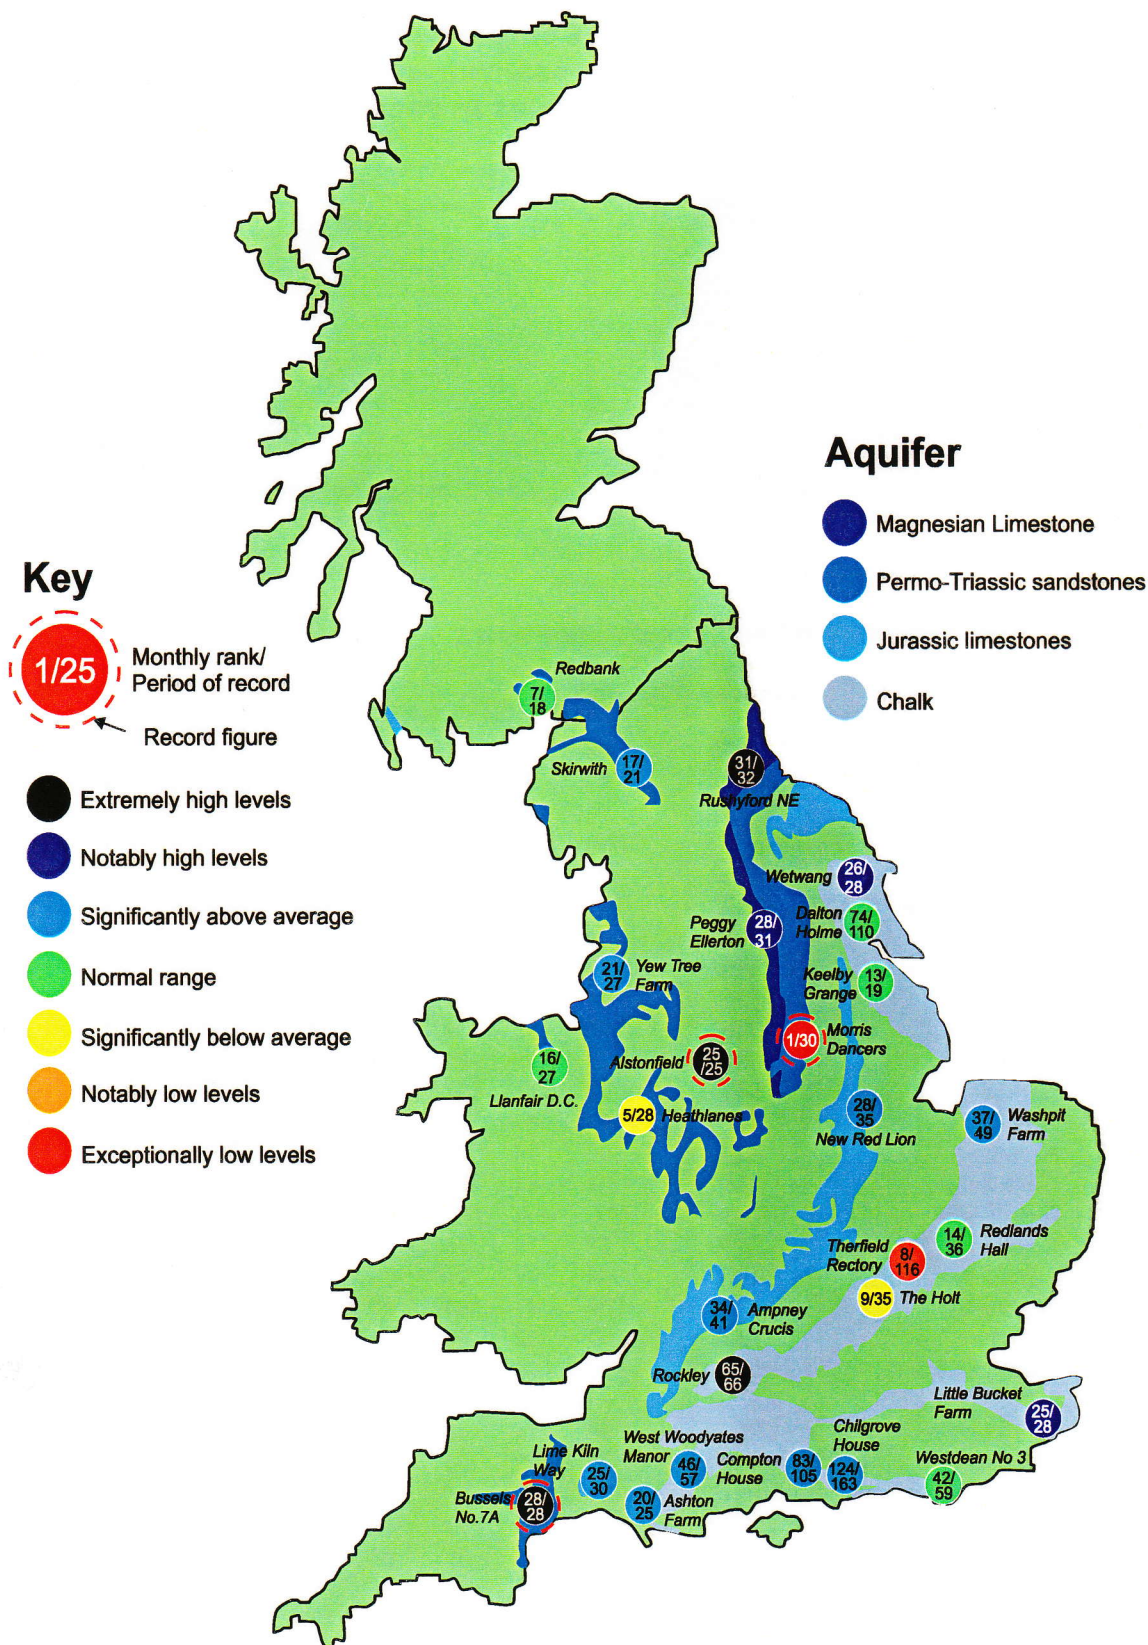 Aquifer
Magnesian Limestone
Permo-Triassic sandstones
Jurassic limestones
Chalk
Key
1/25
Monthly rank/
Period of record
Record figure
Extremely high levels
Notably high levels
Significantly above average
Normal range
Significantly below average
Notably low levels
Exceptionally low levels
Redbank
7/
18
Skirwith
17/
21
31/
32
Rushyford NE
Wetwang
26/
28
Dalton
Holme
74/
110
Peggy
Ellerton
28/
31
Keelby
Grange
13/
19
21/
27
Yew Tree
Farm
1/30
Morris
Dancers
Alstonfield
25
/25
16/
27
Llanfair D.C.
5/28
Heathlanes
28/
35
New Red Lion
37/
49
Washpit
Farm
14/
36
Redlands
Hall
Therfield
Rectory
8/
116
9/35
The Holt
34/
41
Ampney
Crucis
Rockley
65/
66
Little Bucket
Farm
25/
28
Chilgrove
House
124/
163
West Woodyates
Manor
46/
57
Compton
House
83/
105
Westdean No 3
42/
59
Lime Kiln
Way
25/
30
20/
25
Ashton
Farm
Bussels
No.7A
28/
28